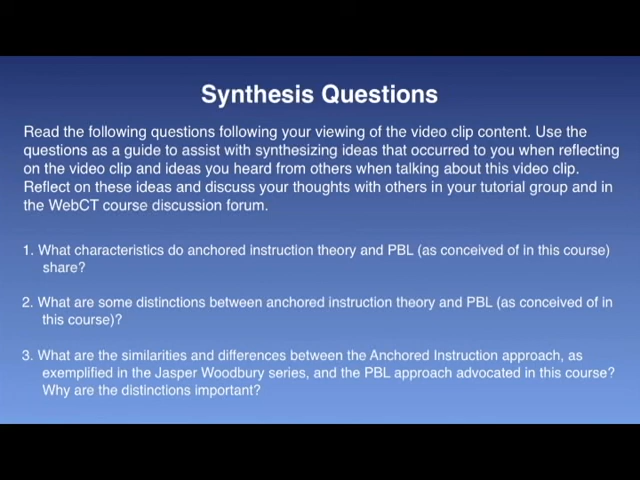 Synthesis Questions
Read the following questions following your viewing of the video clip content. Use the
questions as a guide to assist with synthesizing ideas that occurred to you when reflecting
on the video clip and ideas you heard from others when talking about this video clip.
Reflect on these ideas and discuss your thoughts with others in your tutorial group and in
the WebCT course discussion forum.
1. What characteristics do anchored instruction theory and PBL (as conceived of in this course)
share?
2. What are some distinctions between anchored instruction theory and PBL (as conceived of in
this course)?
3. What are the similarities and differences between the Anchored Instruction approach, as
exemplified in the Jasper Woodbury series, and the PBL approach advocated in this course?
Why are the distinctions important?